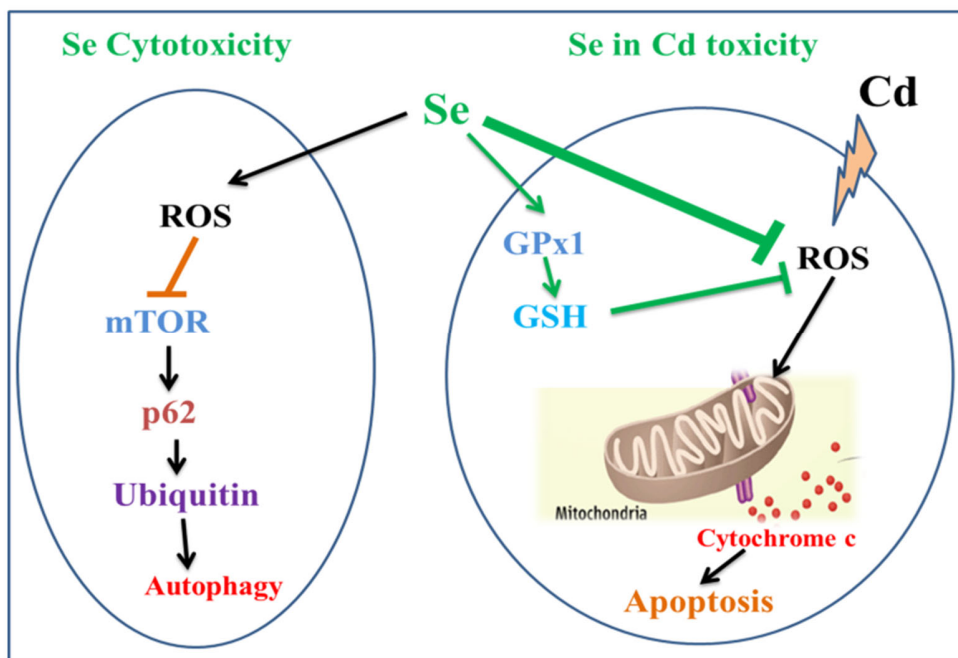 Se Cytotoxicity
Se in Cd toxicity
Cd
Se
ROS
mTOR
p62
Ubiquitin
Autophagy
GPx1
GSH
ROS
Mitochondria
Cytochrome c
Apoptosis